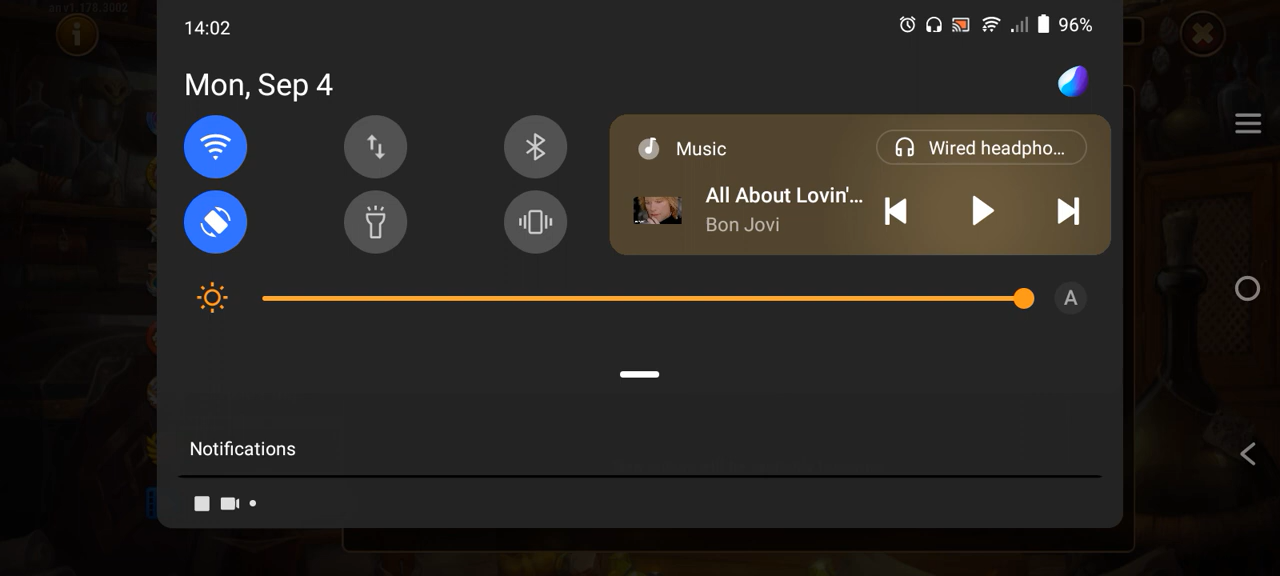 14:02
96%
Mon, Sep 4
Music
Wired headpho...
All About Lovin'...
Bon Jovi
A
Notifications